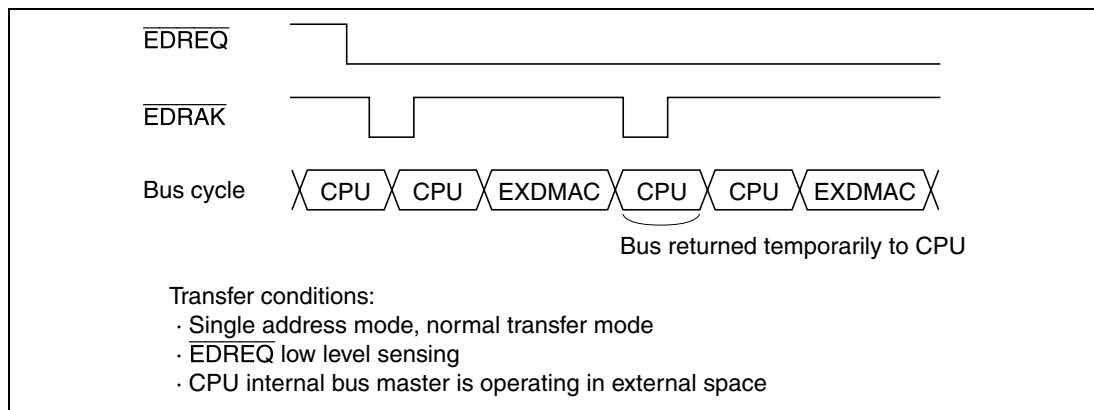 EDREQ
EDRAK
Bus cycle CPU CPU EXDMAC CPU CPU EXDMAC
Bus returned temporarily to CPU
Transfer conditions:
· Single address mode, normal transfer mode
· EDREQ low level sensing
· CPU internal bus master is operating in external space